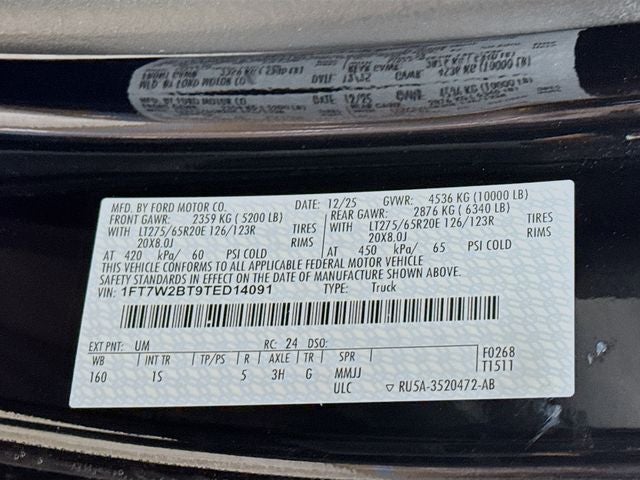 MFD. BY FORD MOTOR CO.
DATE: 12/25
GVWR: 4536 KG (10000 LB)
FRONT GAWR: 2359 KG ( 5200 LB)
REAR GAWR: 2876 KG ( 6340 LB)
WITH LT275/65R20E 126/123R TIRES
WITH LT275/65R20E 126/123R TIRES
20X8.0J RIMS
20X8.0J RIMS
AT 420 kPa/ 60 PSI COLD
AT 450 kPa/ 65 PSI COLD
THIS VEHICLE CONFORMS TO ALL APPLICABLE FEDERAL MOTOR VEHICLE
SAFETY STANDARDS IN EFFECT ON THE DATE OF MANUFACTURE SHOWN ABOVE.
VIN: 1FT7W2BT9TED14091
TYPE: Truck
EXT PNT: UM RC: 24 DSO:
WB INT TR TP/PS R AXLE TR SPR
160 1S 5 3H G MMJJ
ULC
F0268
T1511
▽ RU5A-3520472-AB